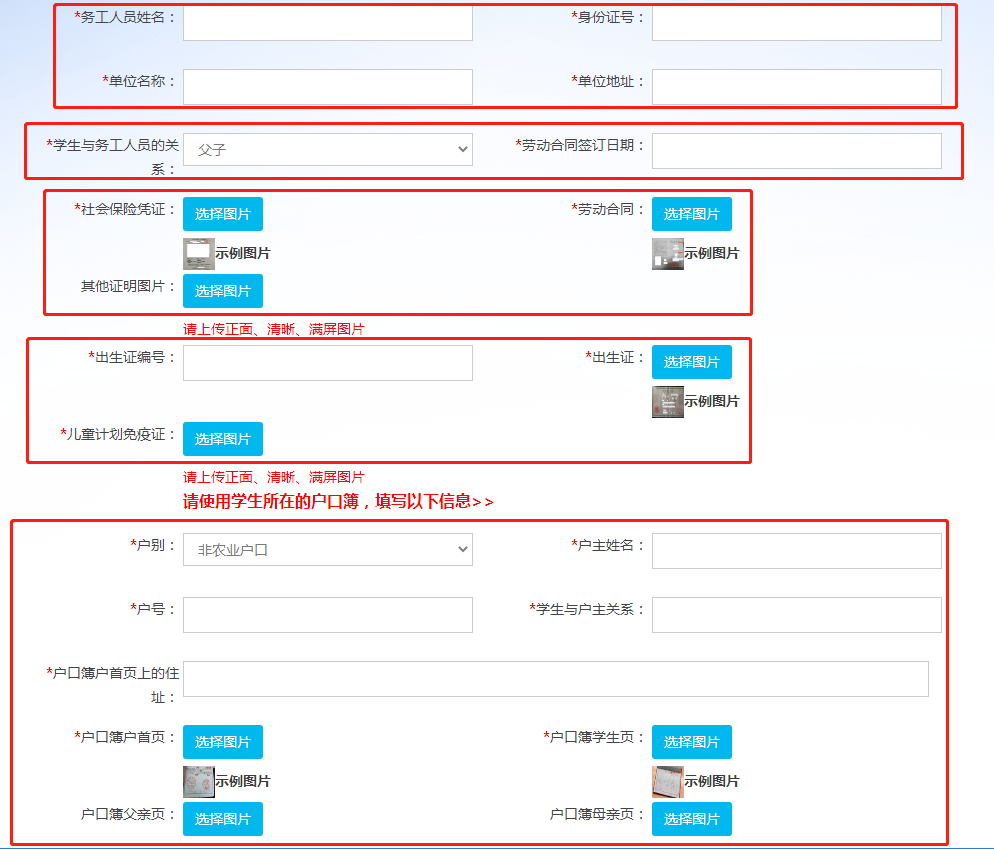 *务工人员姓名：
*身份证号：
*单位名称：
*单位地址：
*学生与务工人员的关
系：
父子
*劳动合同签订日期：
*社会保险凭证：
选择图片
*劳动合同：
选择图片
示例图片
示例图片
其他证明图片：
选择图片
请上传正面、清晰、满屏图片
*出生证编号：
*出生证：
选择图片
示例图片
*儿童计划免疫证：
选择图片
请上传正面、清晰、满屏图片
请使用学生所在的户口簿，填写以下信息>>
*户别：
非农业户口
*户主姓名：
*户号：
*学生与户主关系：
*户口簿户首页上的住
址：
*户口簿户首页：
选择图片
*户口簿学生页：
选择图片
示例图片
示例图片
户口簿父亲页：
选择图片
户口簿母亲页：
选择图片